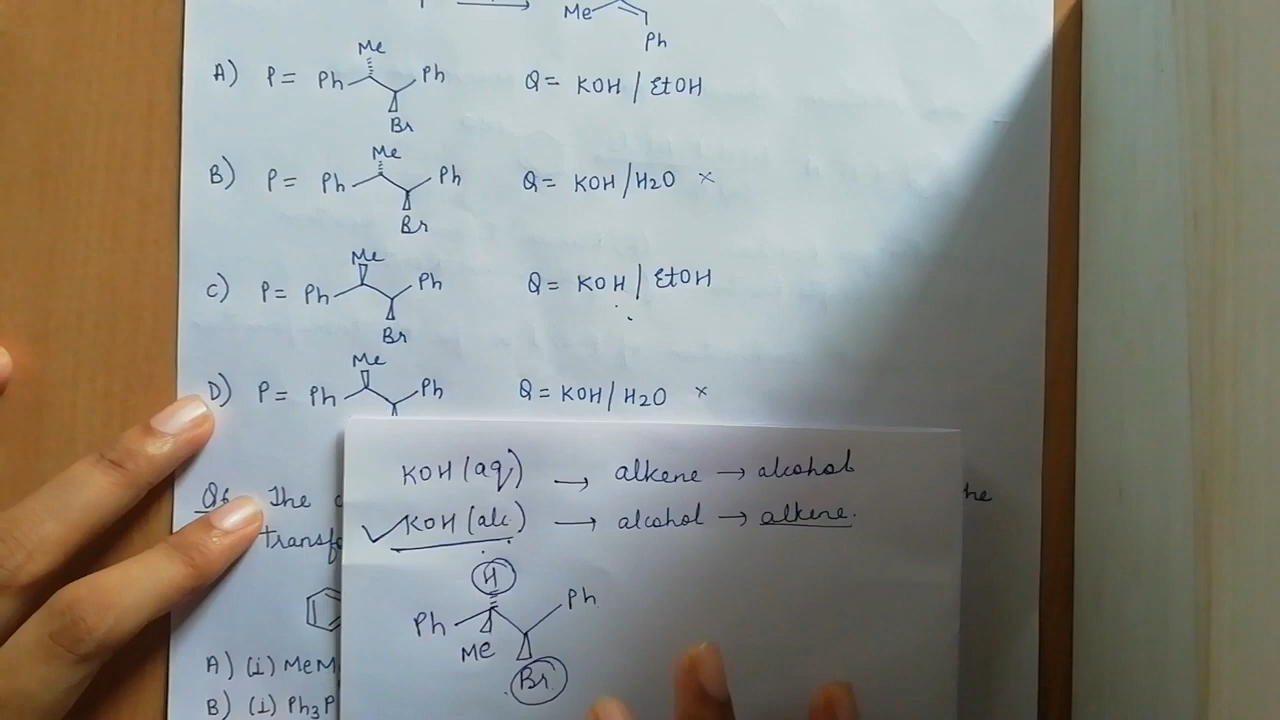 Me
Ph
A) P= Ph Me Ph Br Q= KOH / EtOH
B) P= Ph Me Ph Br Q= KOH / H2O ×
C) P= Ph Me Ph Br Q= KOH / EtOH
D) P= Ph Me Ph Q= KOH / H2O ×
KOH (aq) → alkene → alcohol
Q6 The he
✓ KOH (alc) → alcohol → alkene.
transf
H
Ph Ph
Me
Br
A) (i) MeM
B) (i) Ph3P